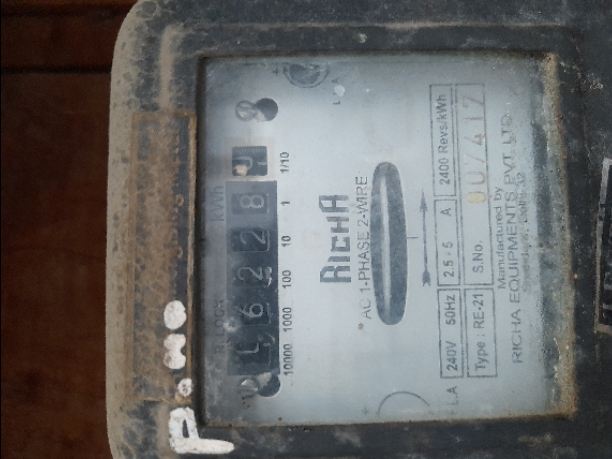 kWh
6 2 2 8
10000 1000 100 10 1 1/10
RICHA
AC 1-PHASE 2-WIRE
240V 50Hz 2.5 - 5 A 2400 Revs/kWh
Type : RE-21 S.No.
Manufactured by
RICHA EQUIPMENTS PVT. LTD.